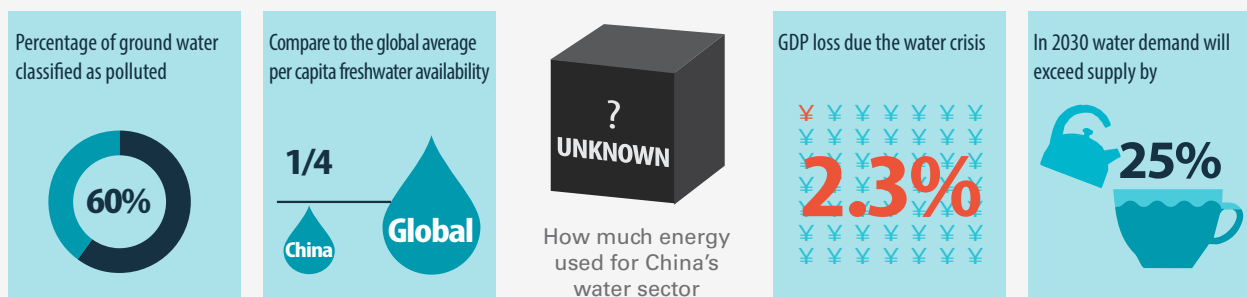 Percentage of ground water
classified as polluted
60%
Compare to the global average
per capita freshwater availability
1/4
China
Global
?
UNKNOWN
How much energy
used for China's
water sector
GDP loss due the water crisis
¥ ¥ ¥ ¥ ¥ ¥ ¥
¥ ¥ ¥ ¥ ¥ ¥ ¥
¥ ¥ ¥ ¥ ¥ ¥ ¥
¥ ¥ ¥ ¥ ¥ ¥ ¥
¥ ¥ ¥ ¥ ¥ ¥ ¥
¥ ¥ ¥ ¥ ¥ ¥ ¥
¥ ¥ ¥ ¥ ¥ ¥ ¥
2.3%
In 2030 water demand will
exceed supply by
25%